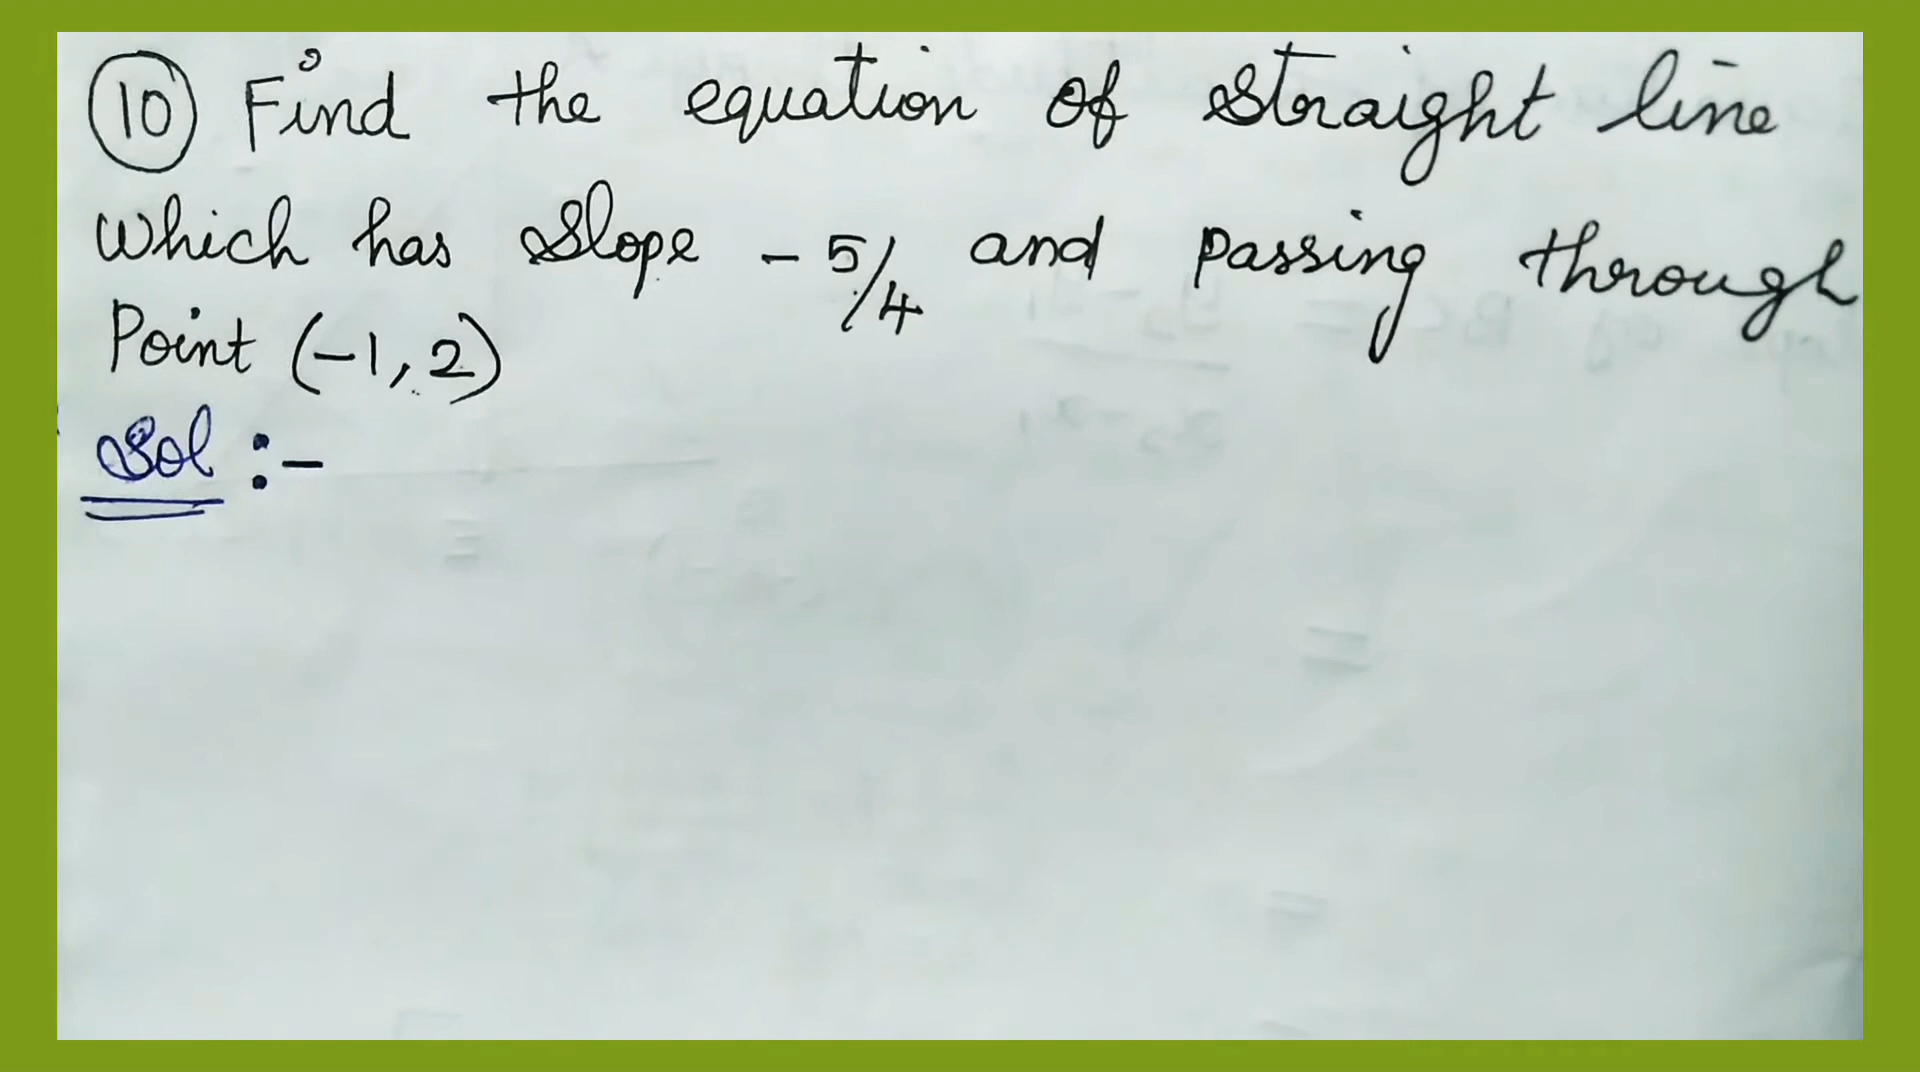 10 Find the equation of straight line
which has slope - 5/4 and passing through
Point (-1, 2)
Sol :-